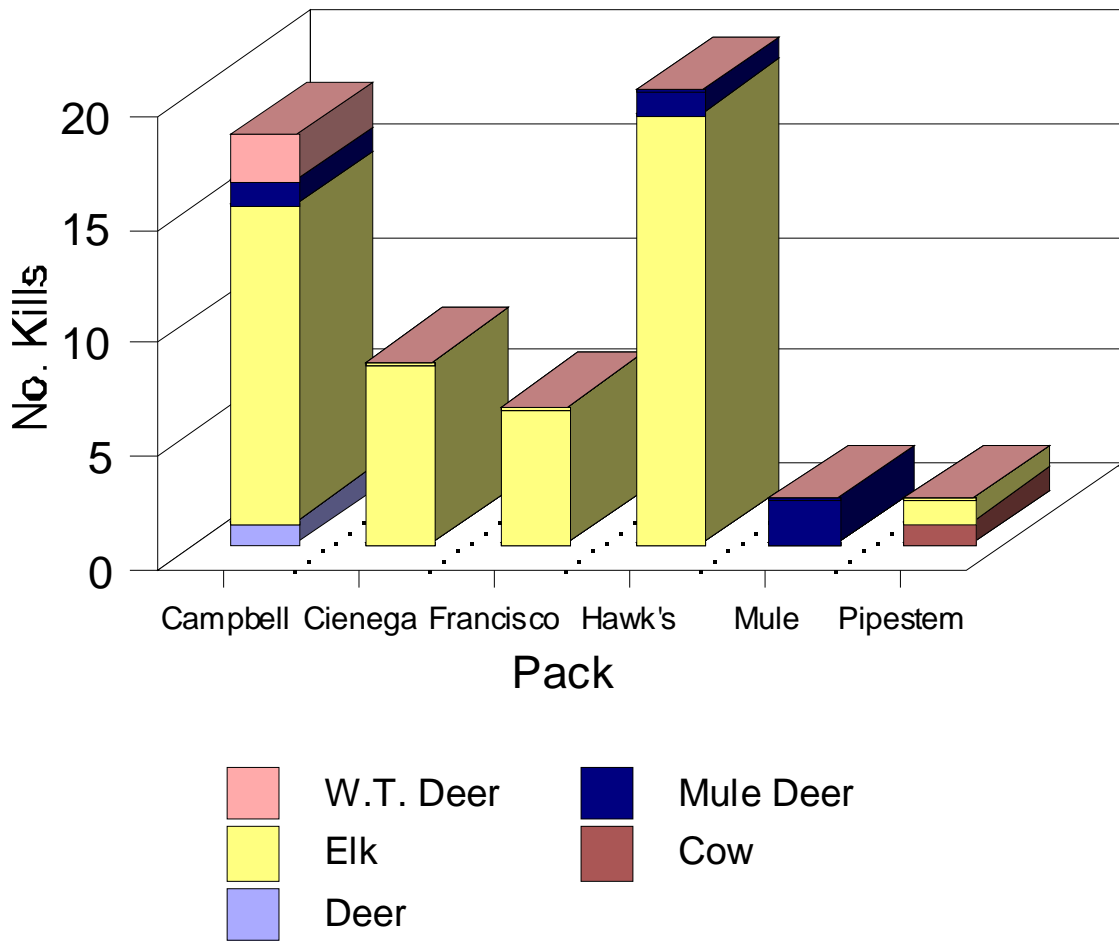 No. Kills
20
15
10
5
0
Campbell Cienega Francisco Hawk's Mule Pipestem
Pack
W.T. Deer Mule Deer
Elk Cow
Deer